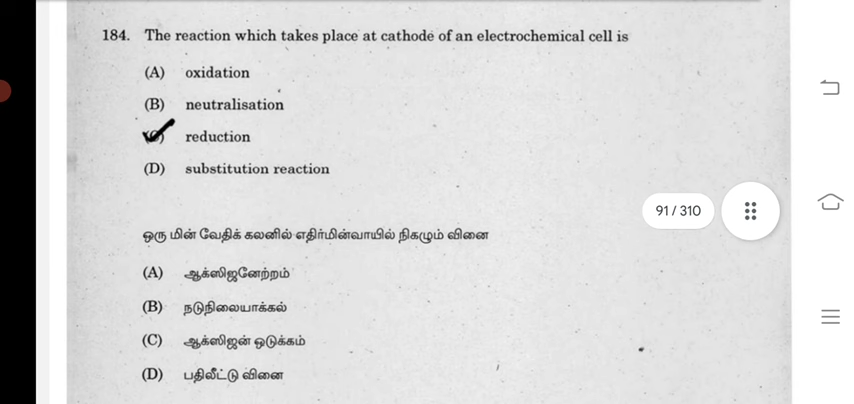 184. The reaction which takes place at cathode of an electrochemical cell is
(A) oxidation
(B) neutralisation
(C) reduction
(D) substitution reaction
91 / 310
ஒரு மின் வேதிக் கலனில் எதிர்மின்வாயில் நிகழும் வினை
(A) ஆக்ஸிஜனேற்றம்
(B) நடுநிலையாக்கல்
(C) ஆக்ஸிஜன் ஒடுக்கம்
(D) பதிலீட்டு வினை